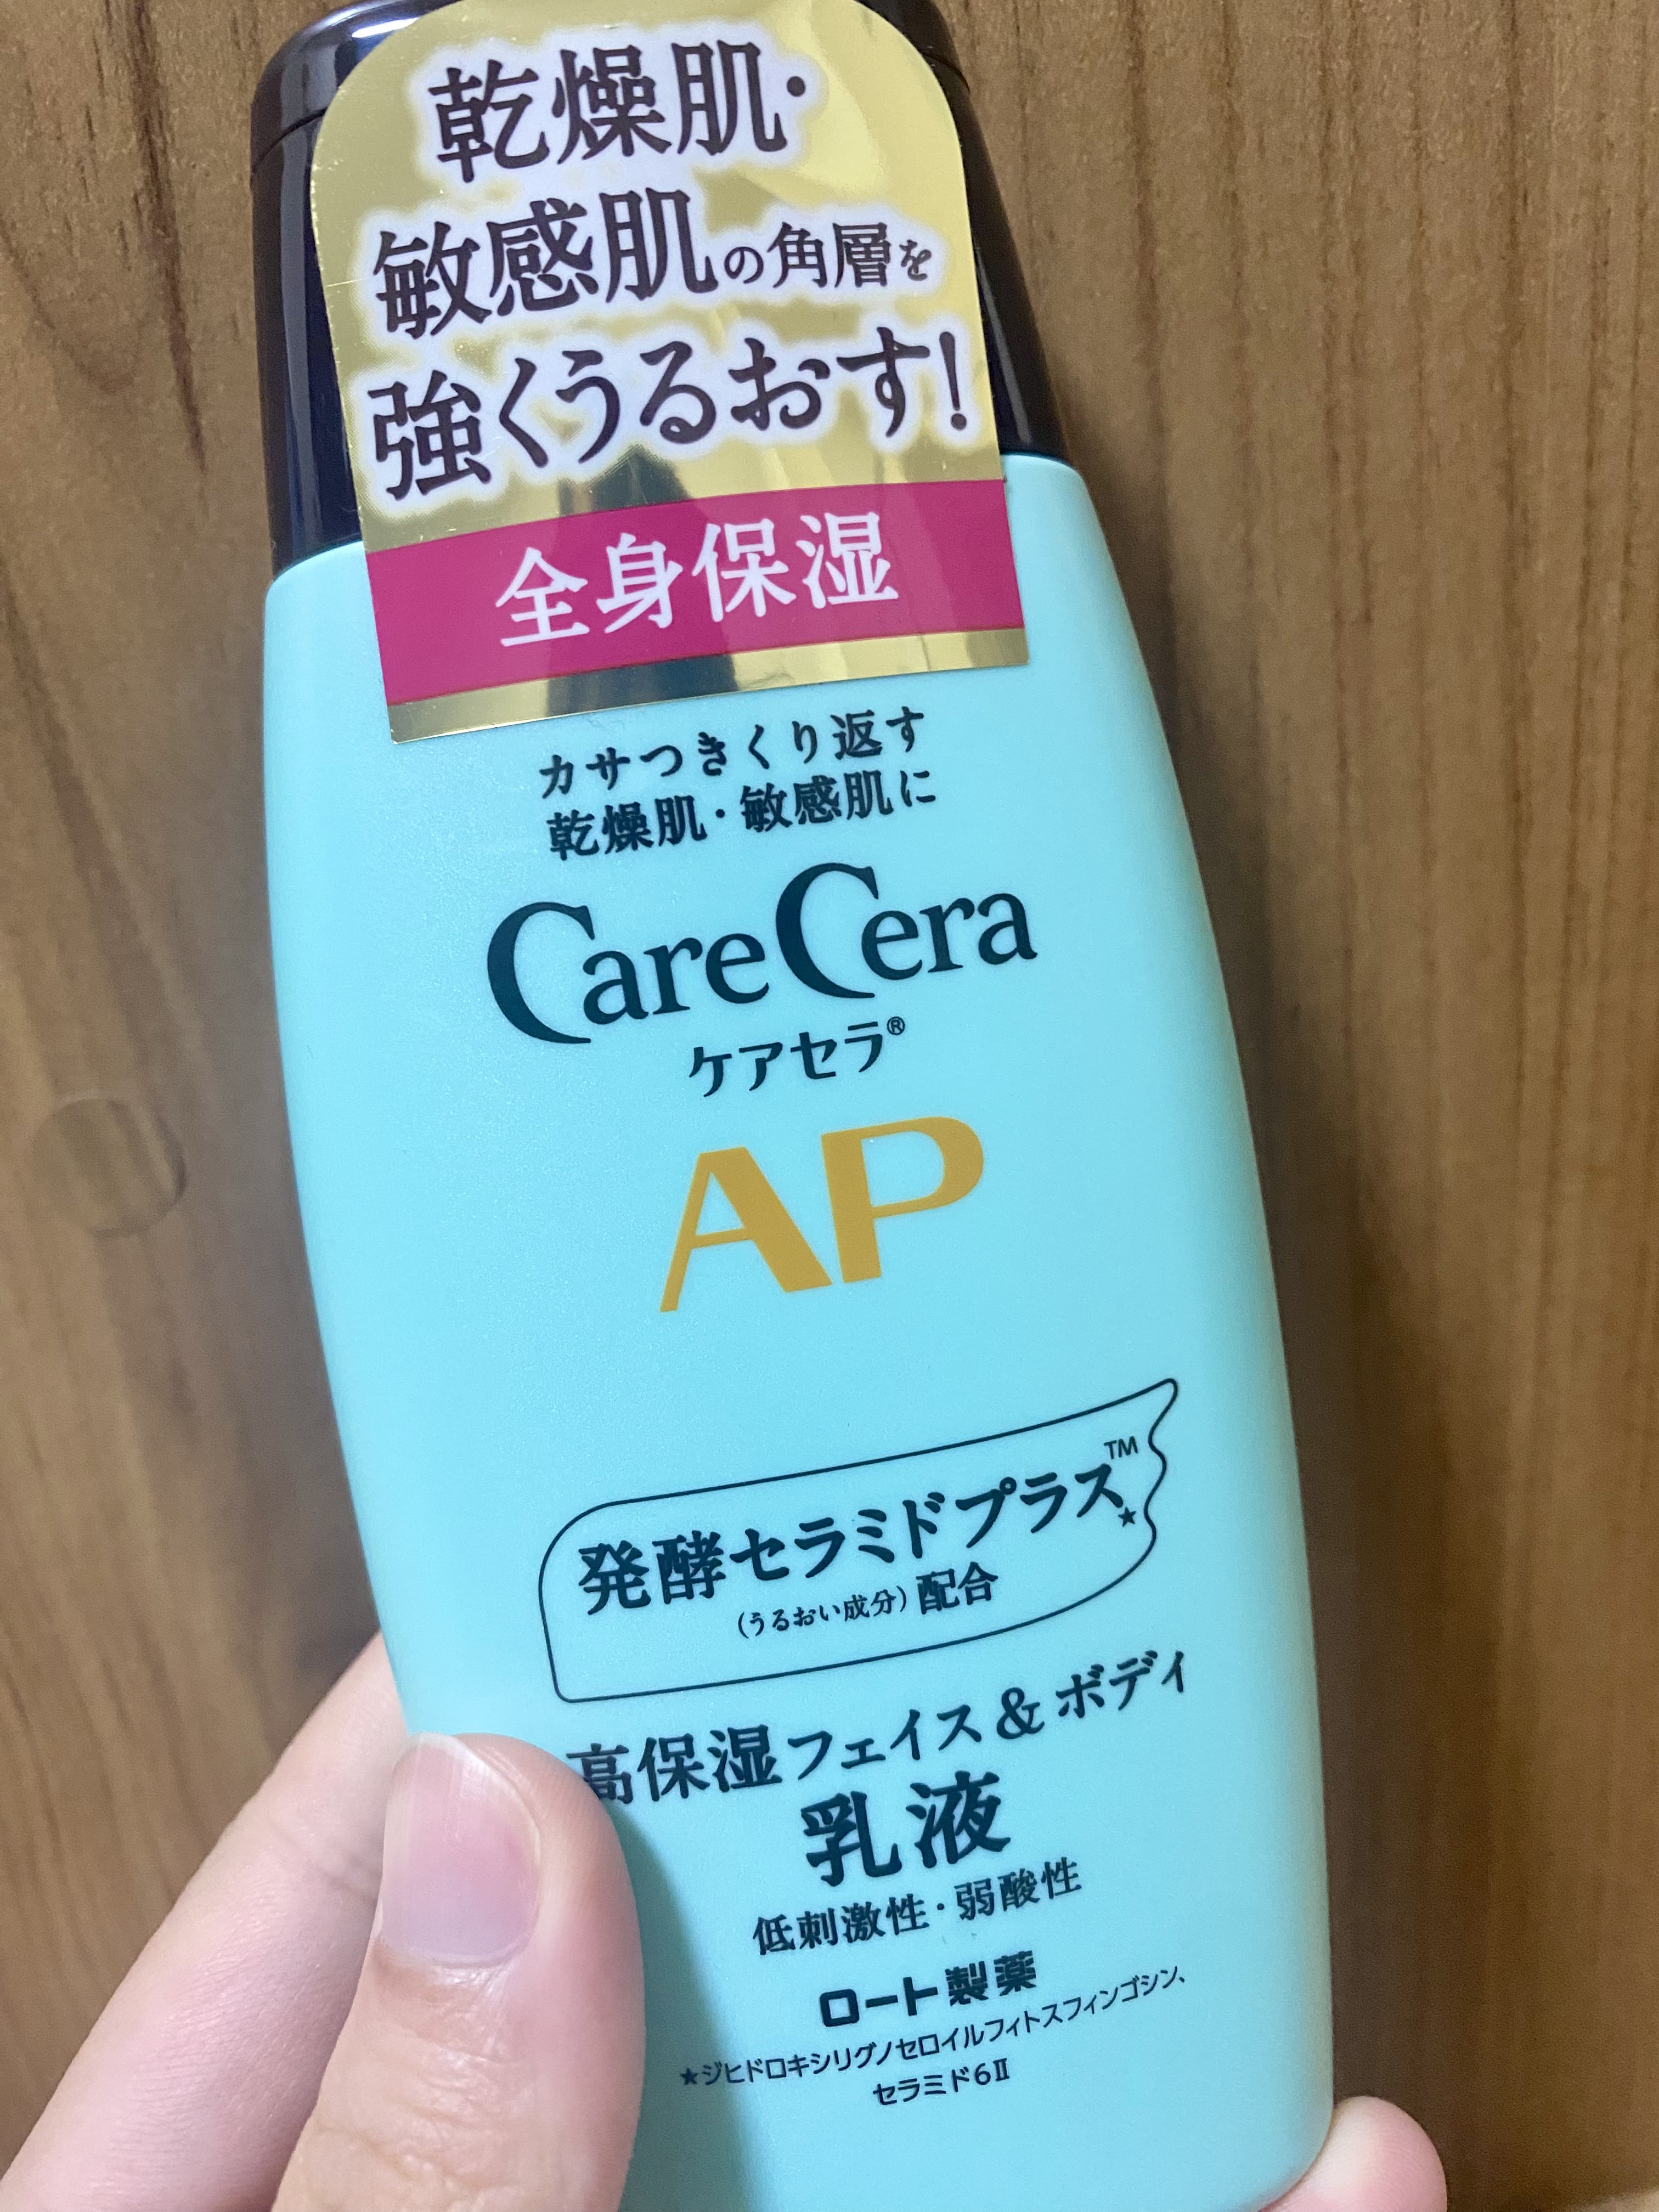 乾燥肌・
敏感肌の角層を
強くうるおす!
全身保湿
カサつきくり返す
乾燥肌・敏感肌に
CareCera
ケアセラ®
AP
発酵セラミドプラス™★
(うるおい成分)配合
高保湿フェイス&ボディ
乳液
低刺激性・弱酸性
ロート製薬
★ジヒドロキシリグノセロイルフィトスフィンゴシン、
セラミド6Ⅱ